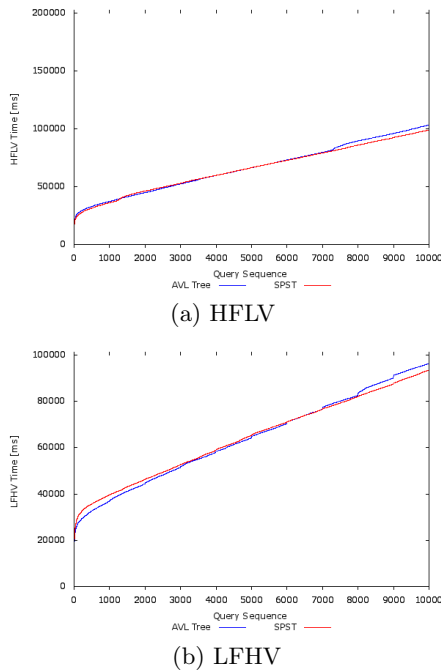 200000
150000
100000
50000
0
HFLV Time [ms]
0 1000 2000 3000 4000 5000 6000 7000 8000 9000 10000
Query Sequence
AVL Tree SPST
(a) HFLV
100000
80000
60000
40000
20000
0
LFHV Time [ms]
0 1000 2000 3000 4000 5000 6000 7000 8000 9000 10000
Query Sequence
AVL Tree SPST
(b) LFHV